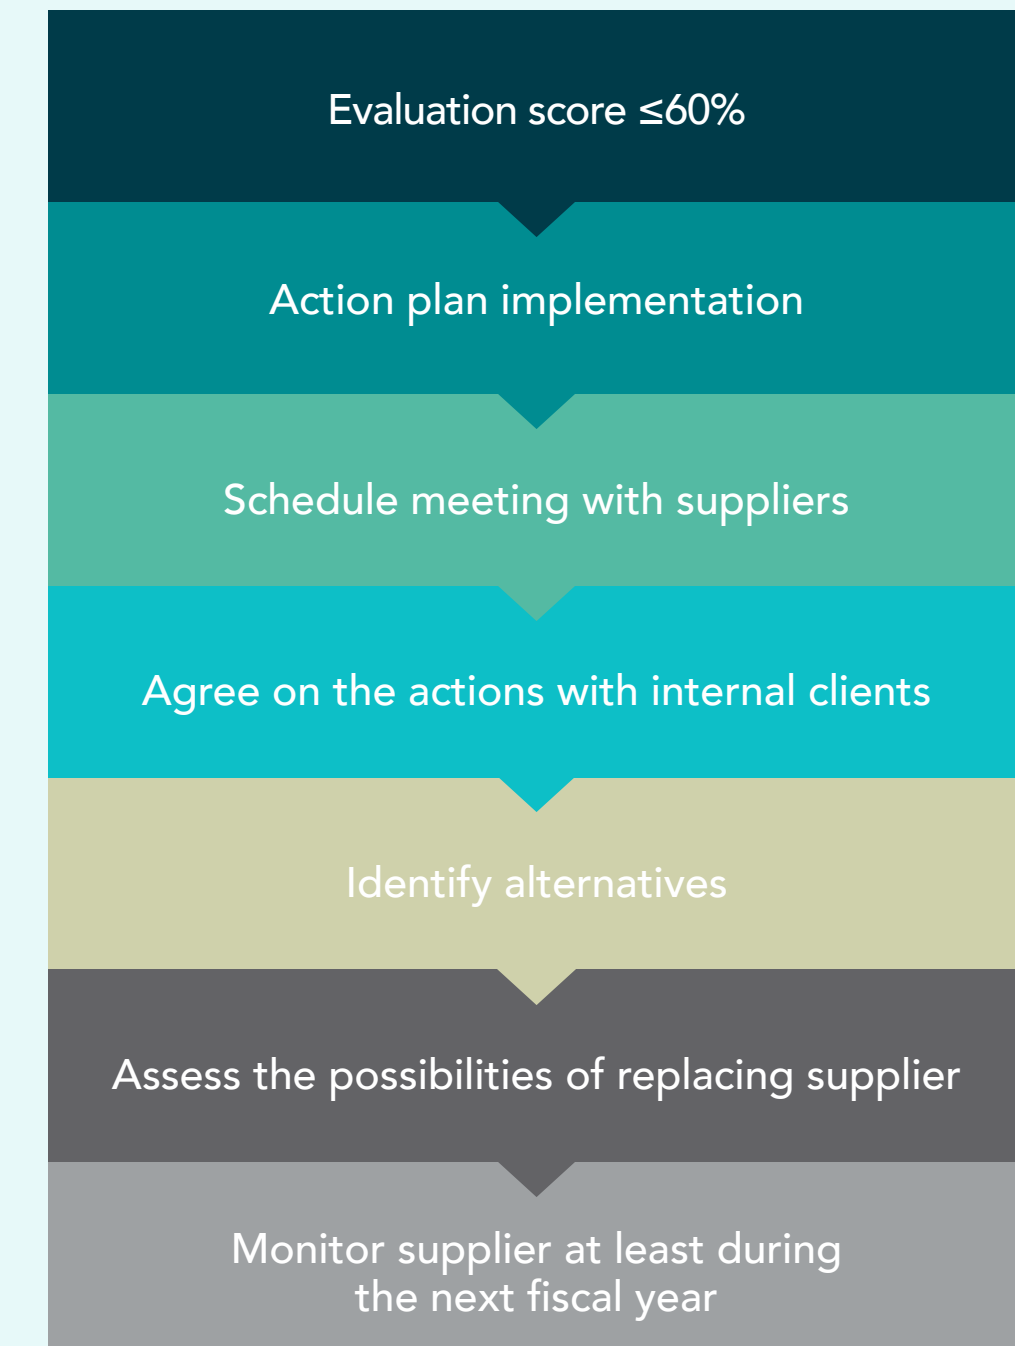 Evaluation score ≤60%
Action plan implementation
Schedule meeting with suppliers
Agree on the actions with internal clients
Identify alternatives
Assess the possibilities of replacing supplier
Monitor supplier at least during
the next fiscal year